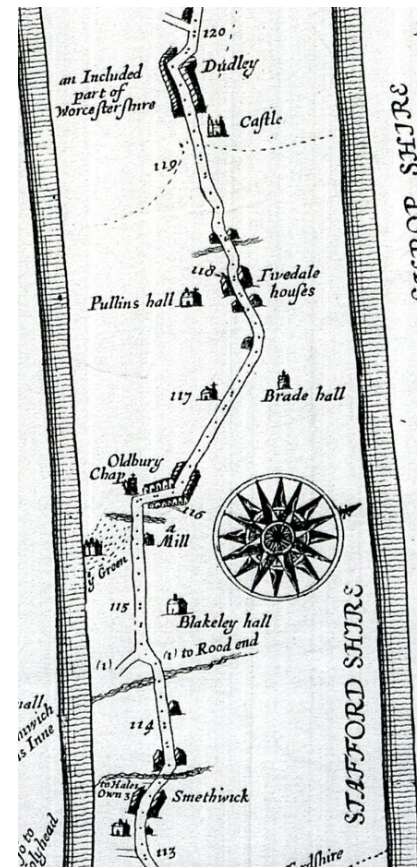 120
Dudley
an Included
part of
Worcestershire
Castle
119
118
Twedale
houses
Pullins hall
117
Brade hall
Oldbury
Chap
116
a
Mill
Green
115
Blakeley hall
(1)
(1) to Rood end
114
STAFFORD SHIRE
SHIRE
Inne
to Hales
Own 3
Smethwick
113